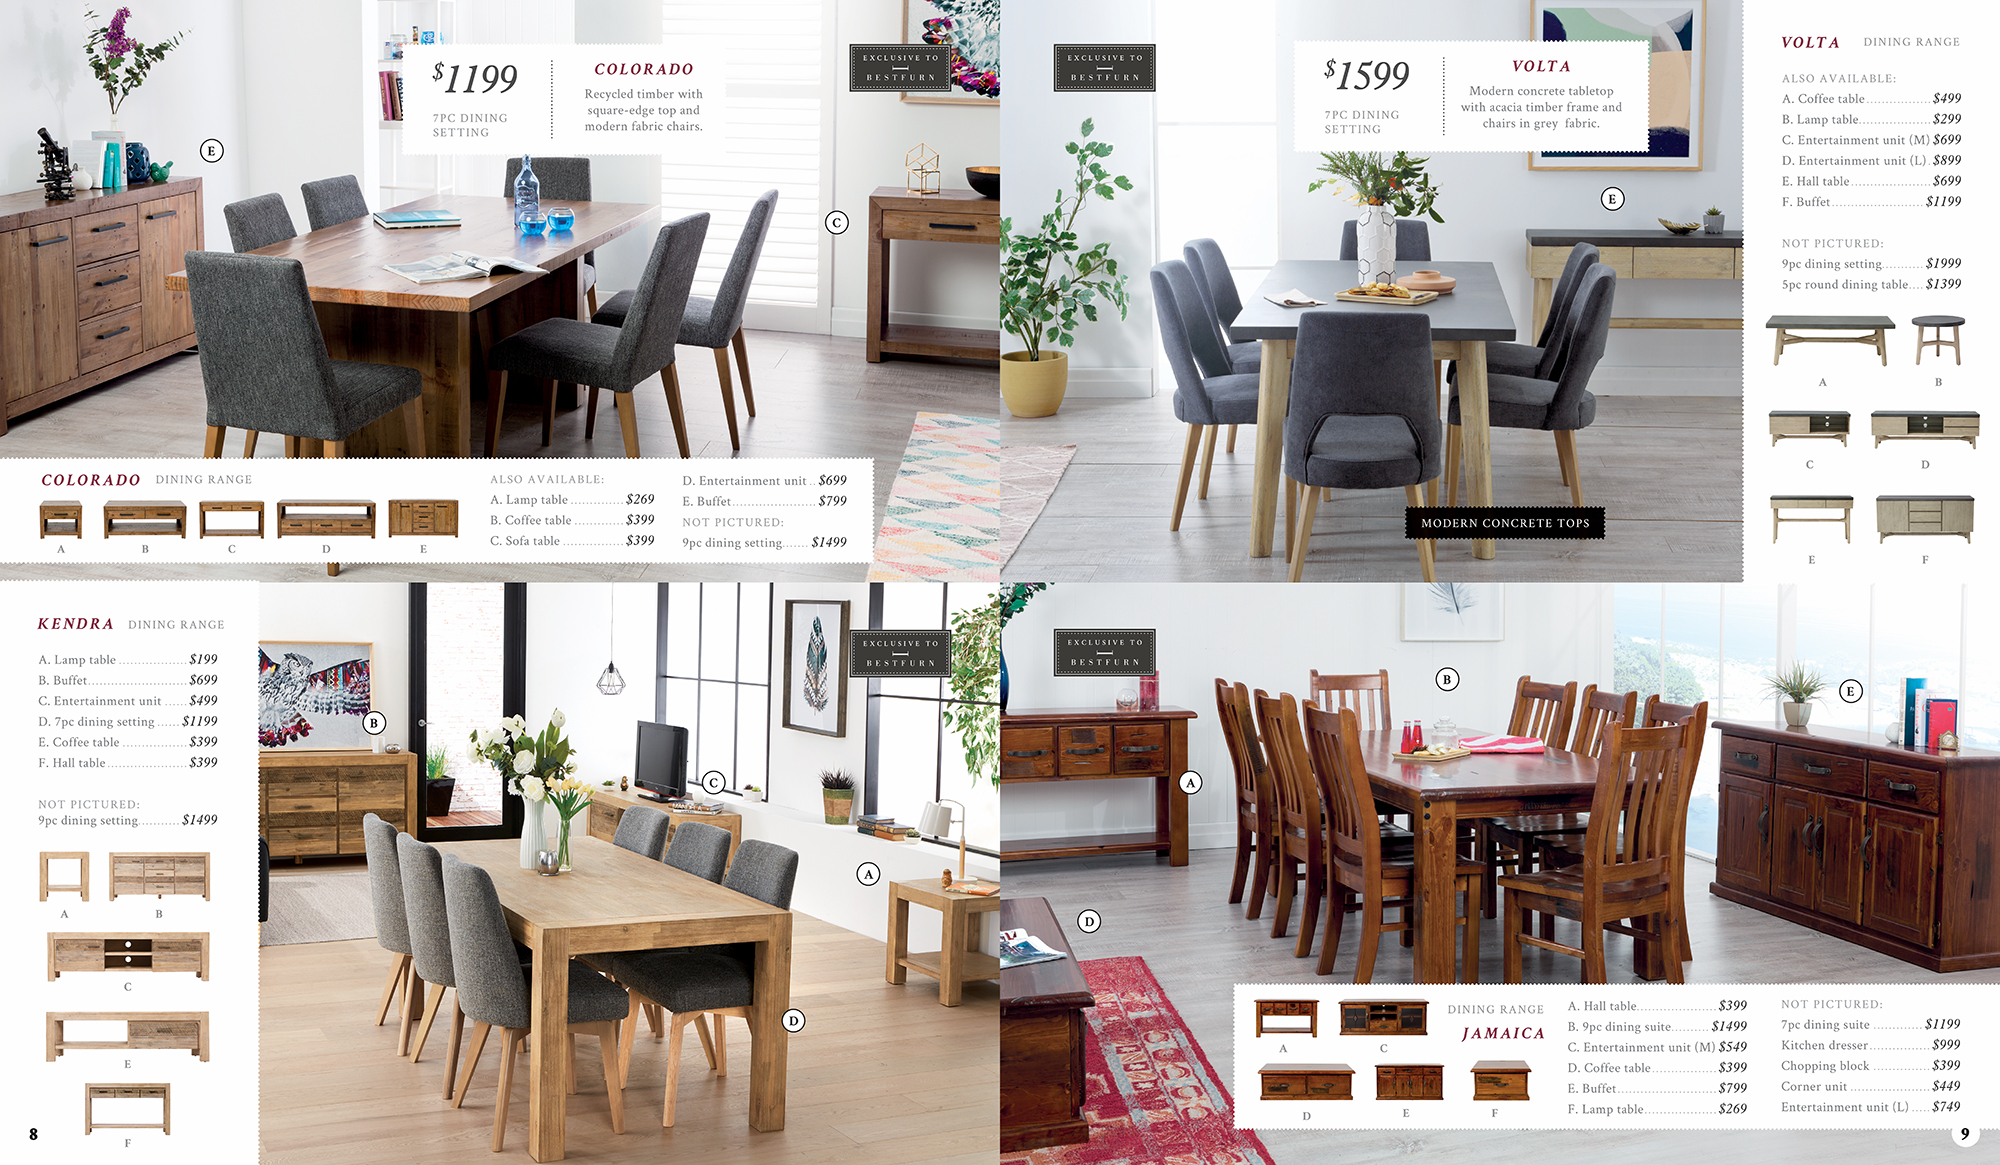 $1199
7PC DINING
SETTING
COLORADO
Recycled timber with
square-edge top and
modern fabric chairs.
EXCLUSIVE TO
BESTFURN
E
C
COLORADO DINING RANGE
A B C D E
ALSO AVAILABLE:
A. Lamp table .............. $269
B. Coffee table .............. $399
C. Sofa table ................ $399
D. Entertainment unit .. $699
E. Buffet...................... $799
NOT PICTURED:
9pc dining setting....... $1499
EXCLUSIVE TO
BESTFURN
$1599
7PC DINING
SETTING
VOLTA
Modern concrete tabletop
with acacia timber frame and
chairs in grey fabric.
E
MODERN CONCRETE TOPS
VOLTA DINING RANGE
ALSO AVAILABLE:
A. Coffee table................. $499
B. Lamp table................... $299
C. Entertainment unit (M) $699
D. Entertainment unit (L). $899
E. Hall table..................... $699
F. Buffet......................... $1199
NOT PICTURED:
9pc dining setting........... $1999
5pc round dining table.... $1399
A B
C D
E F
KENDRA DINING RANGE
A. Lamp table .................. $199
B. Buffet.......................... $699
C. Entertainment unit ...... $499
D. 7pc dining setting ...... $1199
E. Coffee table ................. $399
F. Hall table..................... $399
NOT PICTURED:
9pc dining setting........... $1499
A B
C
E
F
8
EXCLUSIVE TO
BESTFURN
B
C
A
D
EXCLUSIVE TO
BESTFURN
B
E
A
D
DINING RANGE
JAMAICA
A C
D E F
A. Hall table...................... $399
B. 9pc dining suite.......... $1499
C. Entertainment unit (M) $549
D. Coffee table.................. $399
E. Buffet........................... $799
F. Lamp table.................... $269
NOT PICTURED:
7pc dining suite ............. $1199
Kitchen dresser................ $999
Chopping block ................ $399
Corner unit ..................... $449
Entertainment unit (L) ..... $749
9